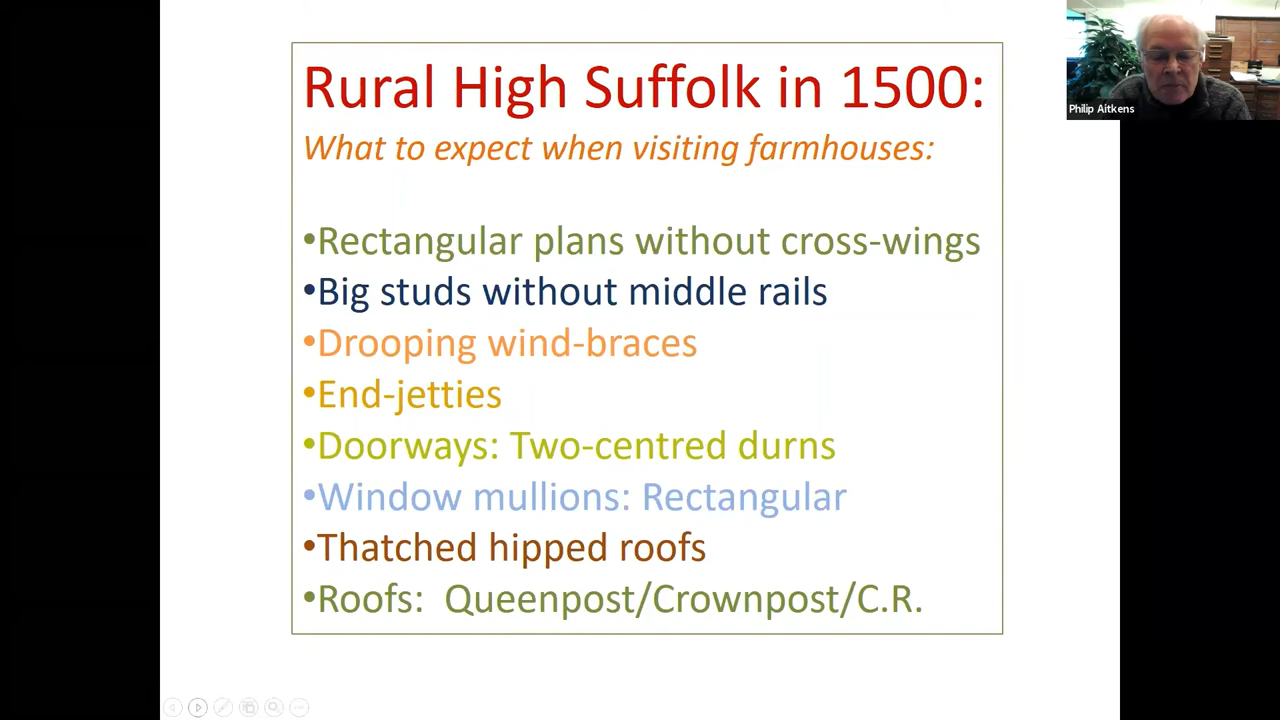 Rural High Suffolk in 1500:
What to expect when visiting farmhouses:
•Rectangular plans without cross-wings
•Big studs without middle rails
•Drooping wind-braces
•End-jetties
•Doorways: Two-centred durns
•Window mullions: Rectangular
•Thatched hipped roofs
•Roofs: Queenpost/Crownpost/C.R.
Philip Aitkens